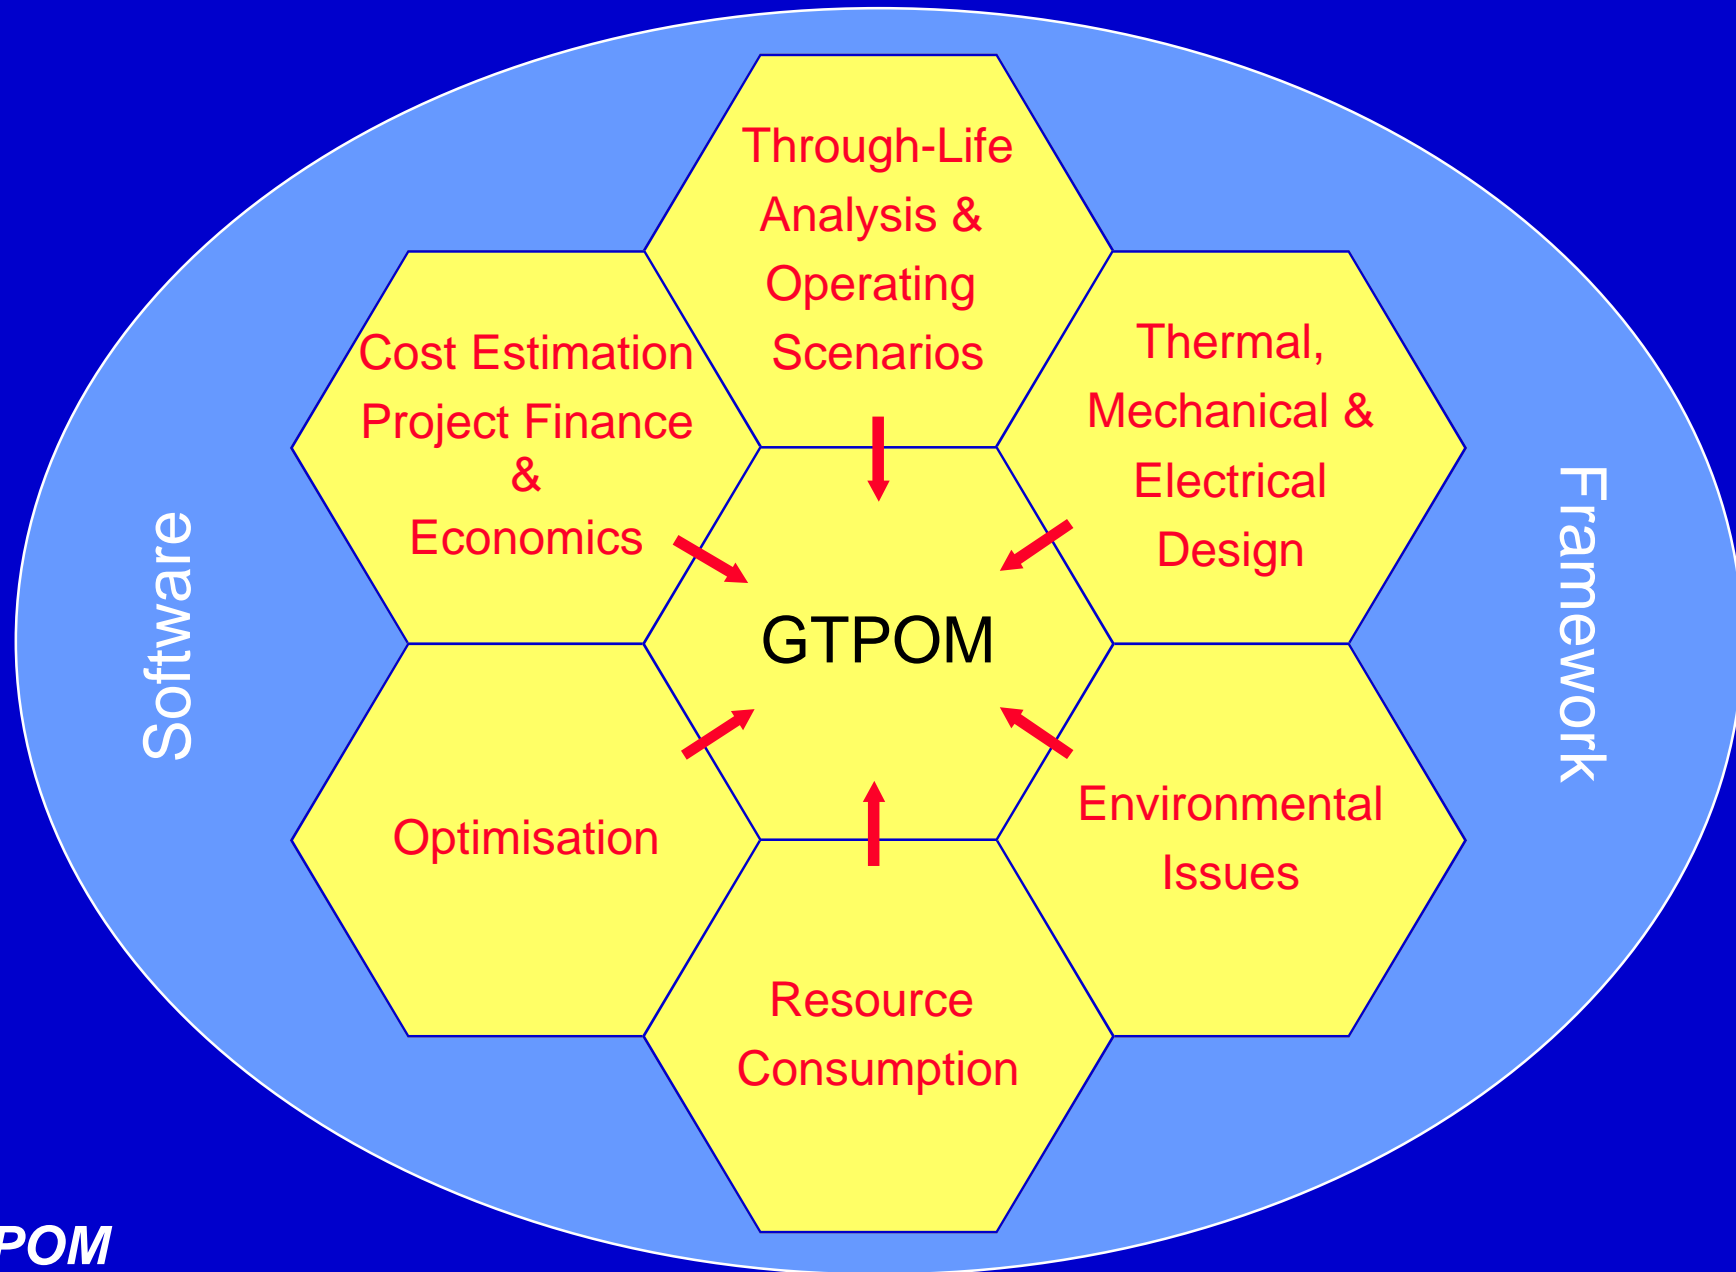 Through-Life
Analysis &
Operating
Scenarios
Cost Estimation
Project Finance
&
Economics
Thermal,
Mechanical &
Electrical
Design
Software
GTPOM
Framework
Optimisation
Environmental
Issues
Resource
Consumption
POM